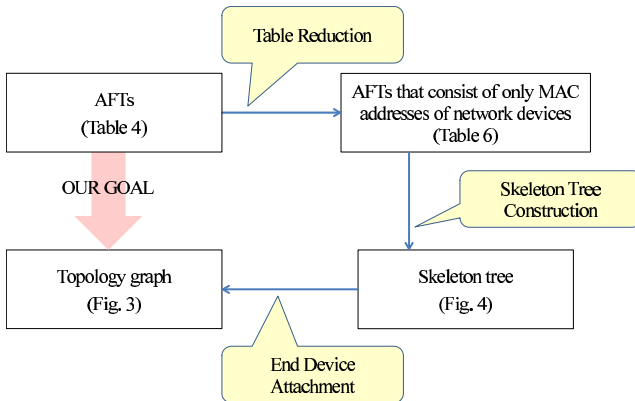 Table Reduction
AFTs
(Table 4)
AFTs that consist of only MAC
addresses of network devices
(Table 6)
OUR GOAL
Skeleton Tree
Construction
Topology graph
(Fig. 3)
Skeleton tree
(Fig. 4)
End Device
Attachment